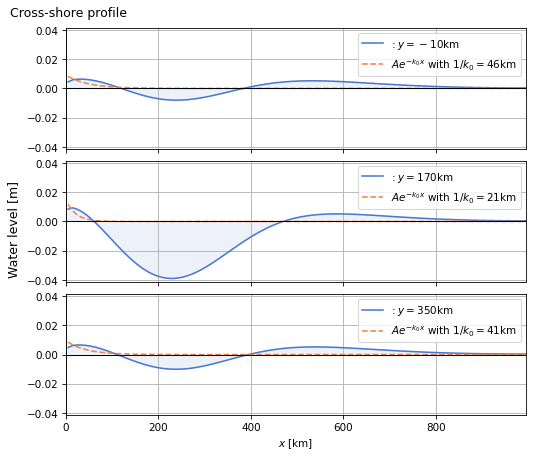 Cross-shore profile
0.04
0.02
0.00
−0.02
−0.04
: y = −10km
Ae^{−k₀x} with 1/k₀ = 46km
0.04
0.02
0.00
−0.02
−0.04
: y = 170km
Ae^{−k₀x} with 1/k₀ = 21km
Water level [m]
0.04
0.02
0.00
−0.02
−0.04
: y = 350km
Ae^{−k₀x} with 1/k₀ = 41km
0 200 400 600 800
x [km]